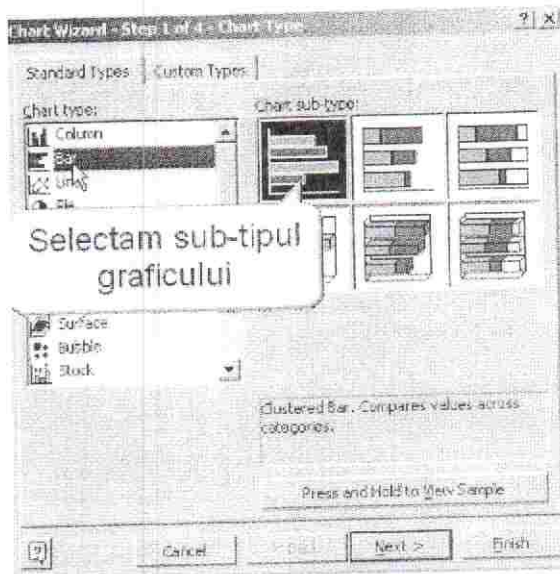 Chart Wizard - Step 1 of 4 - Chart Type
Standard Types
Custom Types
Chart type:
Chart sub-type:
Column
Bar
Line
Pie
Selectam sub-tipul
graficului
Surface
Bubble
Stock
Clustered Bar. Compares values across
categories.
Press and Hold to View Sample
Cancel
Next >
Finish